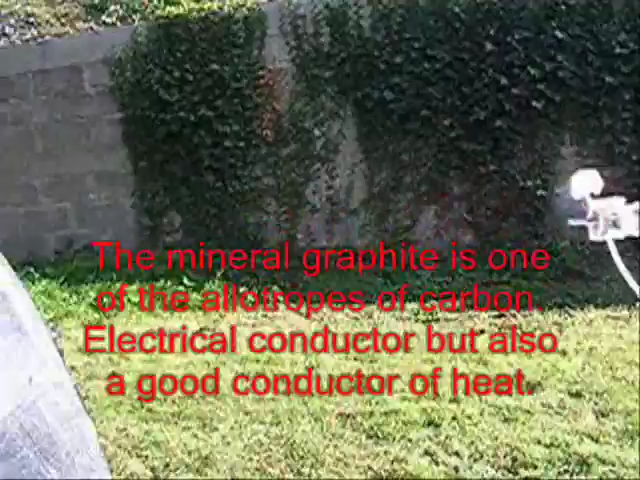 The mineral graphite is one
of the allotropes of carbon.
Electrical conductor but also
a good conductor of heat.